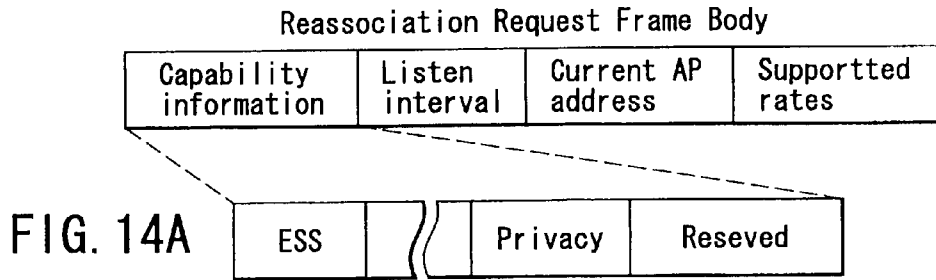 Reassociation Request Frame Body
Capability information
Listen interval
Current AP address
Supportted rates
FIG. 14A
ESS
Privacy
Reseved